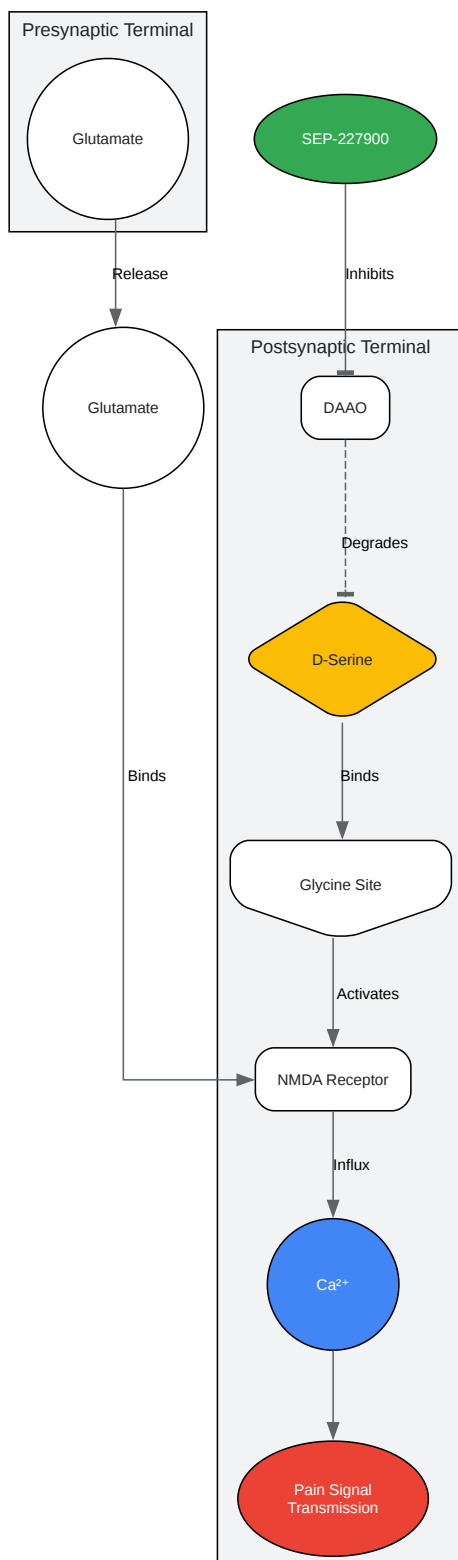 Presynaptic Terminal
Glutamate
SEP-227900
Release
Inhibits
Glutamate
Postsynaptic Terminal
DAAO
Degrades
D-Serine
Binds
Binds
Glycine Site
Activates
NMDA Receptor
Influx
Ca²⁺
Pain Signal
Transmission